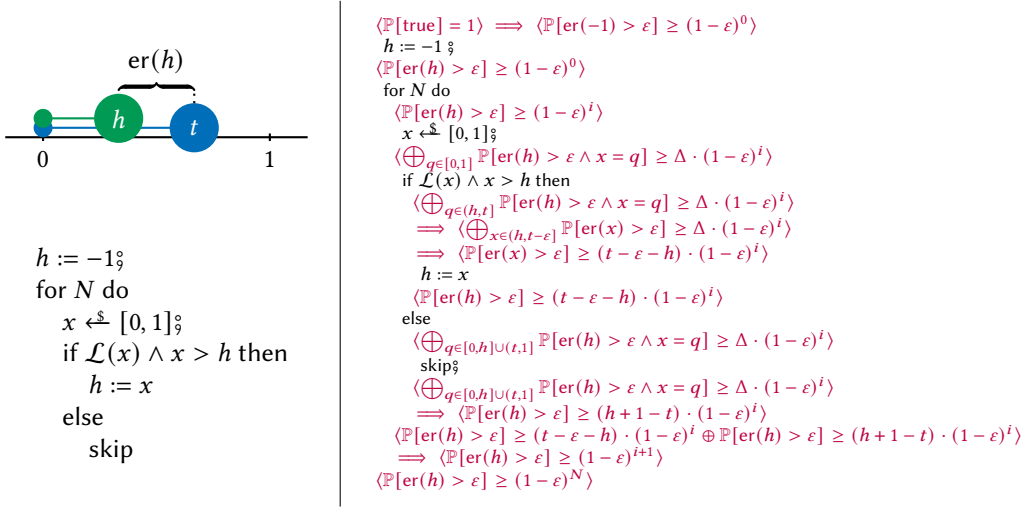 er(h)
h
t
0
1
h := −1⨟
for N do
x ←$ [0, 1]⨟
if 𝓛(x) ∧ x > h then
h := x
else
skip
⟨ℙ[true] = 1⟩ ⟹ ⟨ℙ[er(−1) > ε] ≥ (1 − ε)⁰⟩
h := −1 ⨟
⟨ℙ[er(h) > ε] ≥ (1 − ε)⁰⟩
for N do
⟨ℙ[er(h) > ε] ≥ (1 − ε)ⁱ⟩
x ←$ [0, 1]⨟
⟨⨁_{q∈[0,1]} ℙ[er(h) > ε ∧ x = q] ≥ Δ · (1 − ε)ⁱ⟩
if 𝓛(x) ∧ x > h then
⟨⨁_{q∈(h,t]} ℙ[er(h) > ε ∧ x = q] ≥ Δ · (1 − ε)ⁱ⟩
⟹ ⟨⨁_{x∈(h,t−ε]} ℙ[er(x) > ε] ≥ Δ · (1 − ε)ⁱ⟩
⟹ ⟨ℙ[er(x) > ε] ≥ (t − ε − h) · (1 − ε)ⁱ⟩
h := x
⟨ℙ[er(h) > ε] ≥ (t − ε − h) · (1 − ε)ⁱ⟩
else
⟨⨁_{q∈[0,h]∪(t,1]} ℙ[er(h) > ε ∧ x = q] ≥ Δ · (1 − ε)ⁱ⟩
skip⨟
⟨⨁_{q∈[0,h]∪(t,1]} ℙ[er(h) > ε ∧ x = q] ≥ Δ · (1 − ε)ⁱ⟩
⟹ ⟨ℙ[er(h) > ε] ≥ (h + 1 − t) · (1 − ε)ⁱ⟩
⟨ℙ[er(h) > ε] ≥ (t − ε − h) · (1 − ε)ⁱ ⊕ ℙ[er(h) > ε] ≥ (h + 1 − t) · (1 − ε)ⁱ⟩
⟹ ⟨ℙ[er(h) > ε] ≥ (1 − ε)ⁱ⁺¹⟩
⟨ℙ[er(h) > ε] ≥ (1 − ε)ᴺ⟩